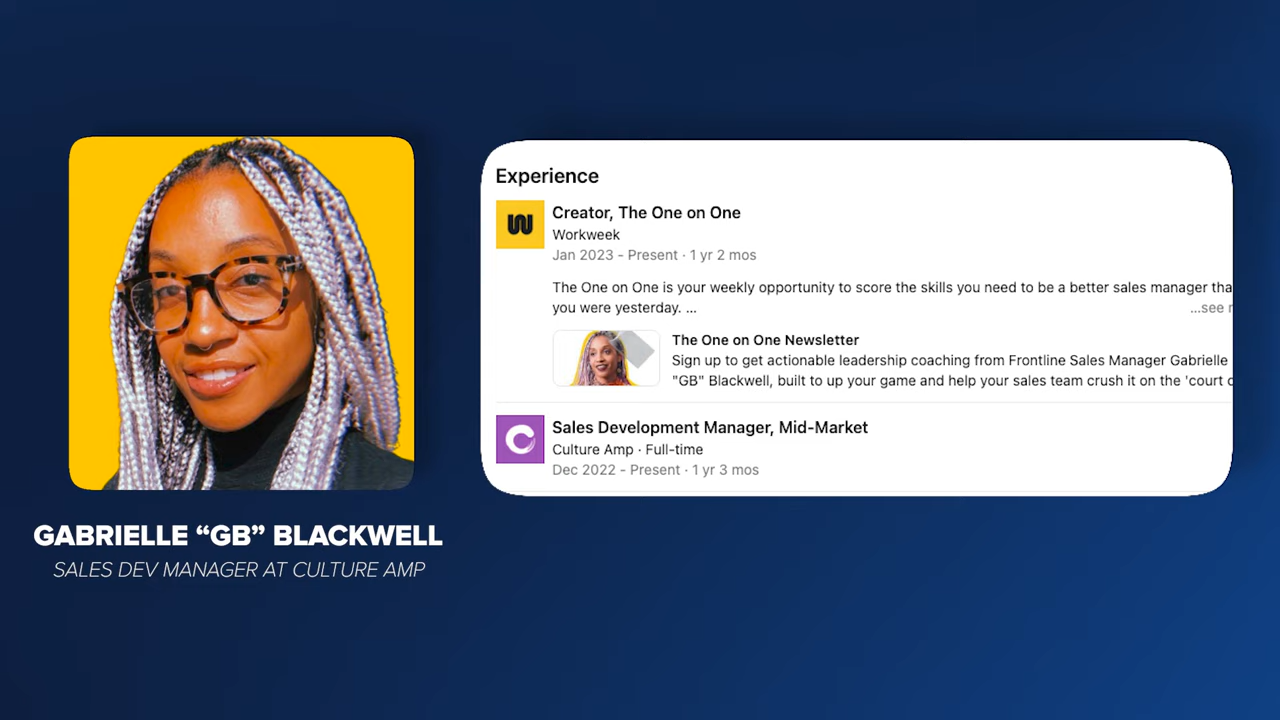 GABRIELLE “GB” BLACKWELL
SALES DEV MANAGER AT CULTURE AMP
Experience
Creator, The One on One
Workweek
Jan 2023 - Present · 1 yr 2 mos
The One on One is your weekly opportunity to score the skills you need to be a better sales manager tha
you were yesterday. ...
...see
The One on One Newsletter
Sign up to get actionable leadership coaching from Frontline Sales Manager Gabrielle
"GB" Blackwell, built to up your game and help your sales team crush it on the 'court
Sales Development Manager, Mid-Market
Culture Amp · Full-time
Dec 2022 - Present · 1 yr 3 mos